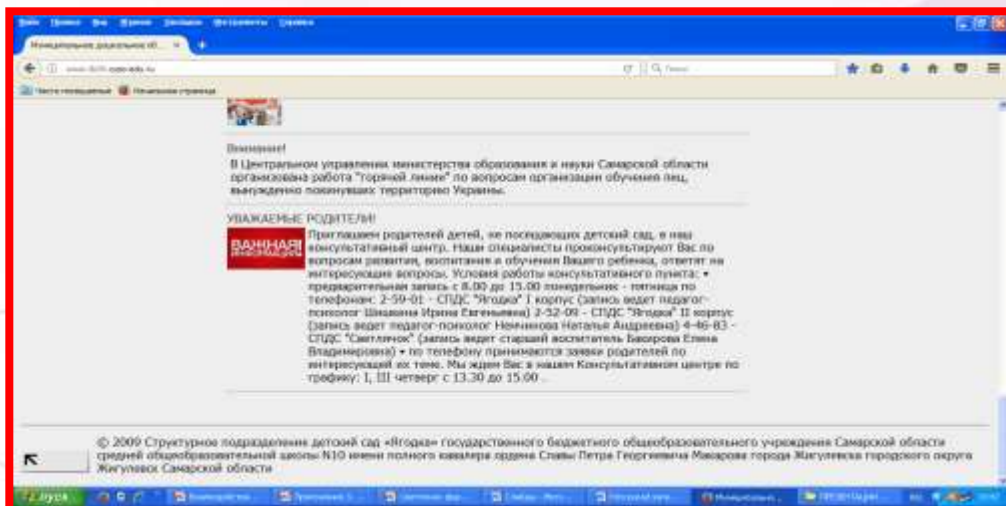 Внимание!
В Центральном управлении министерства образования и науки Самарской области
организована работа "горячей линии" по вопросам организации обучения лиц,
вынужденно покинувших территорию Украины.
УВАЖАЕМЫЕ РОДИТЕЛИ!
ВАЖНАЯ
ИНФОРМАЦИЯ
Приглашаем родителей детей, не посещающих детский сад, в наш
консультативный центр. Наши специалисты проконсультируют Вас по
вопросам развития, воспитания и обучения Вашего ребенка, ответят на
интересующие вопросы. Условия работы консультативного пункта: •
предварительная запись с 8.00 до 15.00 понедельник - пятница по
телефонам: 2-59-01 - СПДС "Ягодка" I корпус (запись ведет педагог-
психолог Ирина Евгеньевна) 2-52-09 - СПДС "Ягодка" II корпус
(запись ведет педагог-психолог Немчинова Наталья Андреевна) 4-46-83 -
СПДС "Светлячок" (запись ведет старший воспитатель Елена
Владимировна) • по телефону принимаются заявки родителей по
интересующей их теме. Мы ждем Вас в нашем Консультативном центре по
графику: I, III четверг с 13.30 до 15.00 .
© 2009 Структурное подразделение детский сад «Ягодка» государственного бюджетного общеобразовательного учреждения Самарской области
средней общеобразовательной школы N10 имени полного кавалера ордена Славы Петра Георгиевича Макарова города Жигулевска городского округа
Жигулевск Самарской области